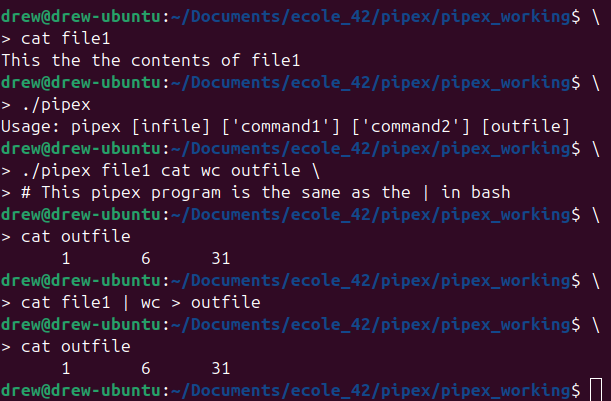 drew@drew-ubuntu:~/Documents/ecole_42/pipex/pipex_working$ \
> cat file1
This the the contents of file1
drew@drew-ubuntu:~/Documents/ecole_42/pipex/pipex_working$ \
> ./pipex
Usage: pipex [infile] ['command1'] ['command2'] [outfile]
drew@drew-ubuntu:~/Documents/ecole_42/pipex/pipex_working$ \
> ./pipex file1 cat wc outfile \
> # This pipex program is the same as the | in bash
drew@drew-ubuntu:~/Documents/ecole_42/pipex/pipex_working$ \
> cat outfile
      1       6      31
drew@drew-ubuntu:~/Documents/ecole_42/pipex/pipex_working$ \
> cat file1 | wc > outfile
drew@drew-ubuntu:~/Documents/ecole_42/pipex/pipex_working$ \
> cat outfile
      1       6      31
drew@drew-ubuntu:~/Documents/ecole_42/pipex/pipex_working$